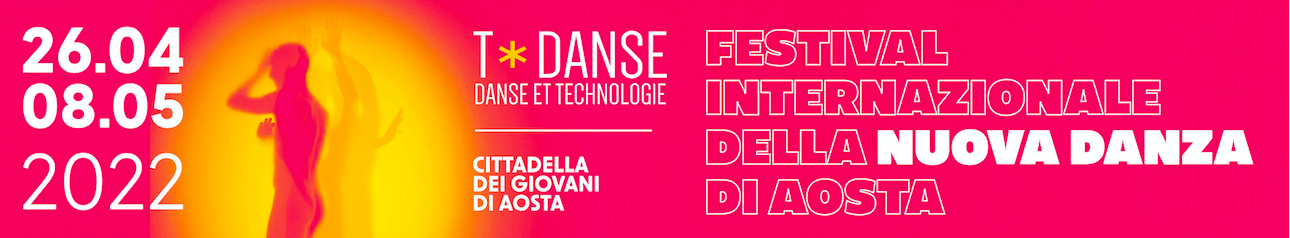 26.04
08.05
2022
T*DANSE
DANSE ET TECHNOLOGIE
CITTADELLA
DEI GIOVANI
DI AOSTA
FESTIVAL
INTERNAZIONALE
DELLA NUOVA DANZA
DI AOSTA